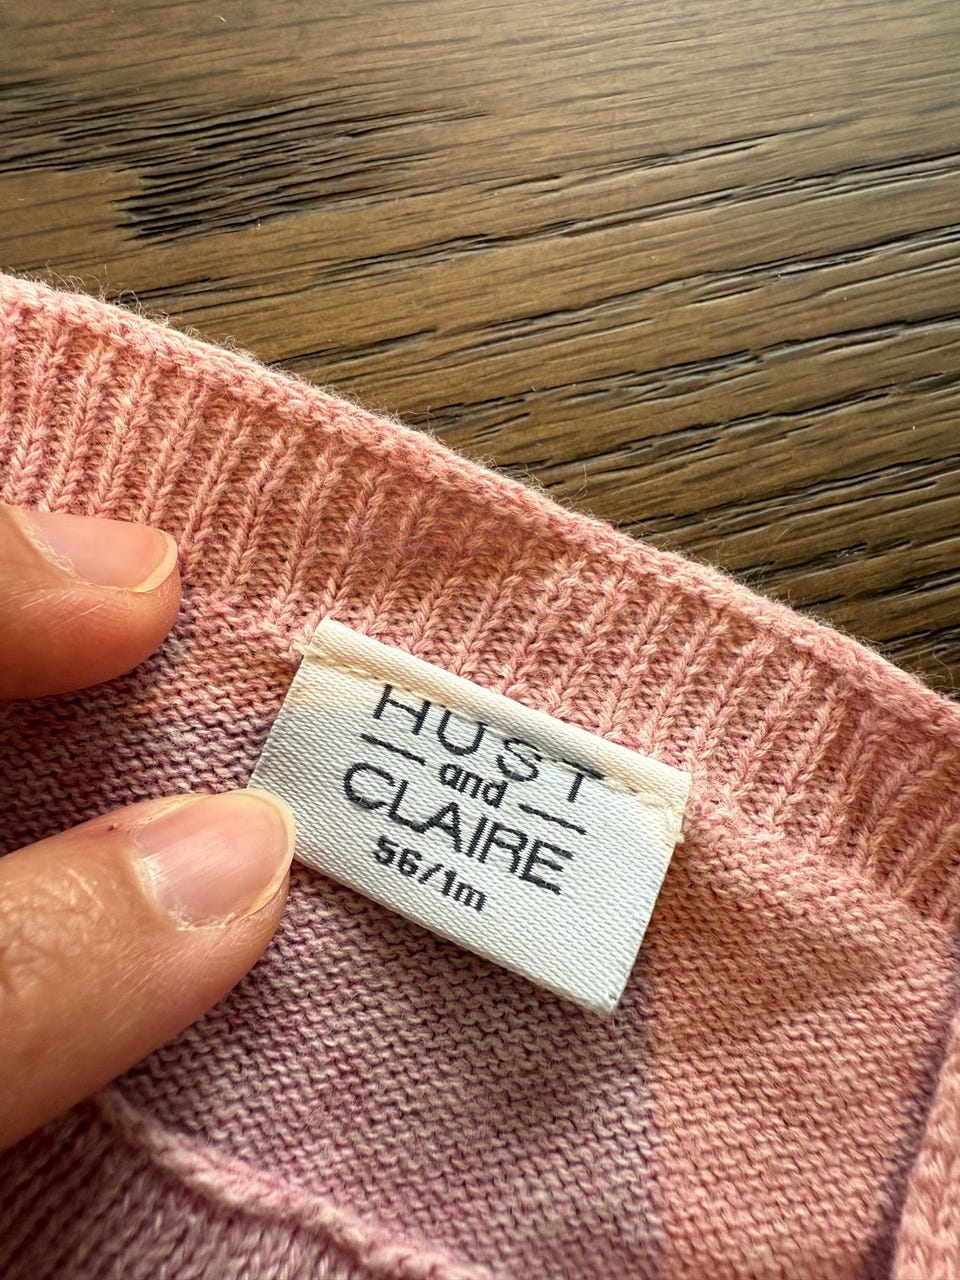 HUST
and
CLAIRE
56/1m